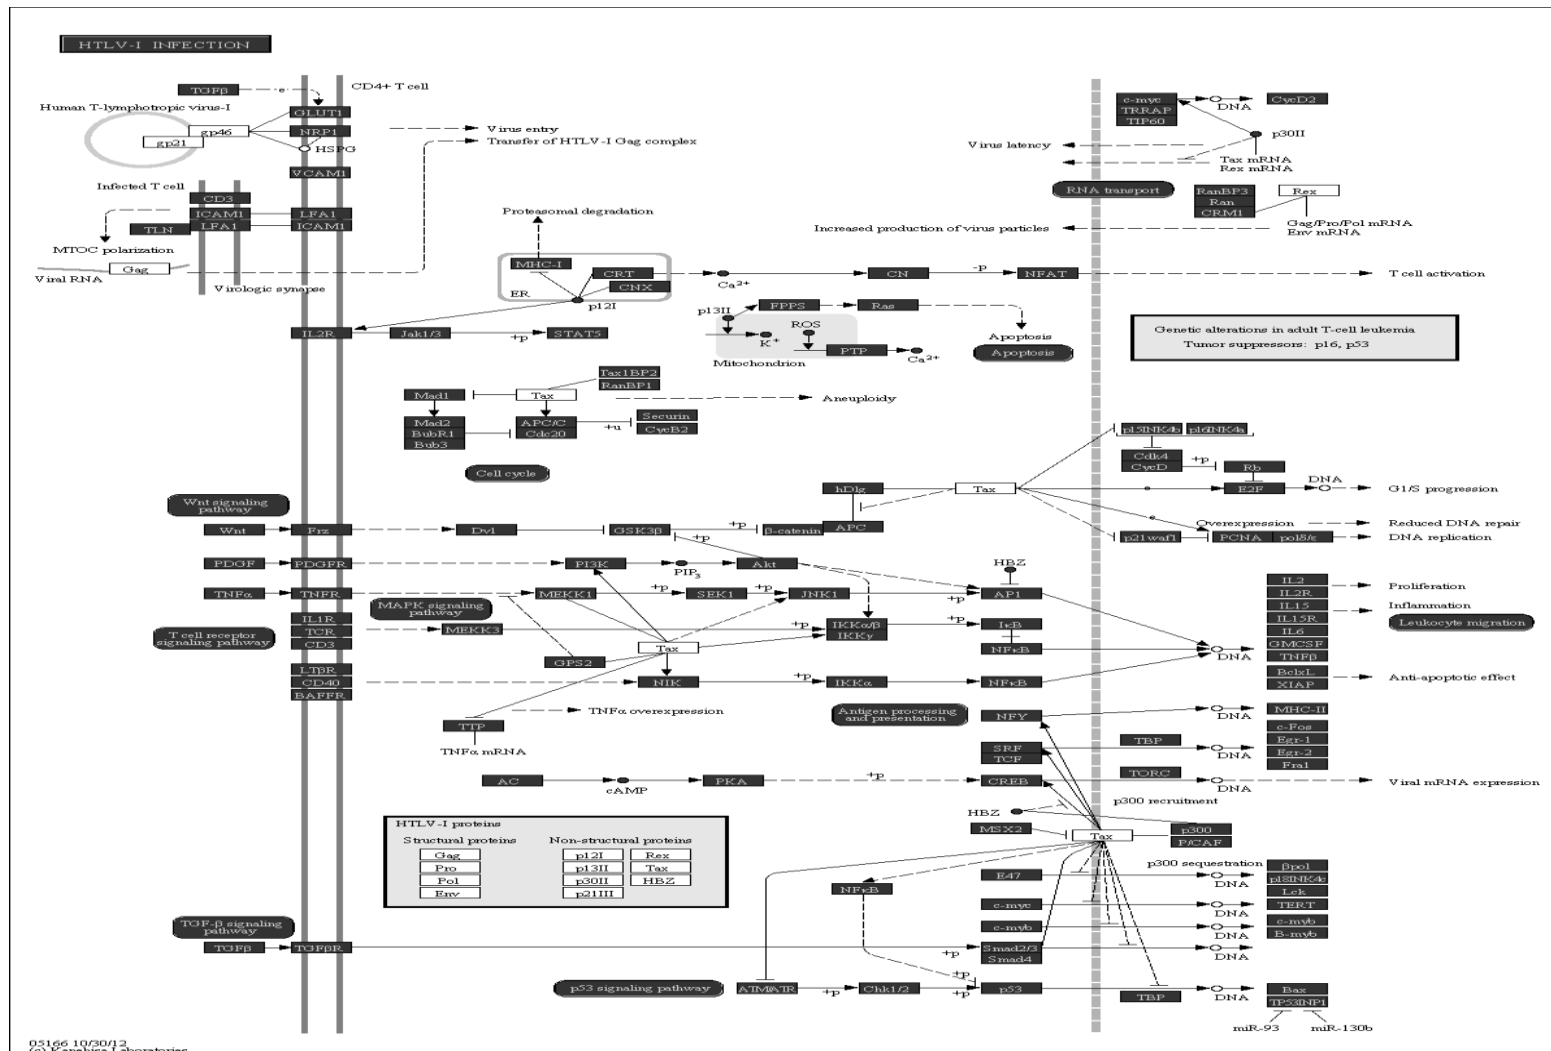 HTLV-I INFECTION
TGFβ
CD4+ T cell
Human T-lymphotropic virus-I
GLUT1
gp46
NRP1
gp21
HSPG
VCAM1
Virus entry
Transfer of HTLV-I Gag complex
c-myc
TRRAP
TIP60
DNA
CycD2
p30II
Virus latency
Tax mRNA
Rex mRNA
Infected T cell
CD3
ICAM1
LFA1
TLN
LFA1
ICAM1
MTOC polarization
Gag
Viral RNA
Virologic synapse
RNA transport
RanBP3
Ran
CRM1
Rex
Gag/Pro/Pol mRNA
Env mRNA
Increased production of virus particles
Proteasomal degradation
MHC-I
CRT
CNX
ER
p12I
Ca2+
CN
-p
NFAT
T cell activation
IL2R
Jak1/3
+p
STAT5
p13II
FPPS
Ras
ROS
K+
PTP
Ca2+
Mitochondrion
Apoptosis
Apoptosis
Genetic alterations in adult T-cell leukemia
Tumor suppressors: p16, p53
Tax1BP2
RanBP1
Mad1
Tax
Aneuploidy
Mad2
BubR1
Bub3
APC/C
Cdc20
+u
Securin
CycB2
Cell cycle
p15INK4b
p16INK4a
Cdk4
CycD
+p
Rb
E2F
DNA
G1/S progression
hDlg
Tax
e
APC
Wnt signaling
pathway
Wnt
Frz
Dvl
GSK3β
+p
β-catenin
e
Overexpression
Reduced DNA repair
p21waf1
PCNA
polδ/ε
DNA replication
+p
PDGF
PDGFR
PI3K
PIP3
Akt
HBZ
TNFα
TNFR
MEKK1
+p
SEK1
+p
JNK1
+p
AP1
MAPK signaling
pathway
IL1R
TCR
CD3
T cell receptor
signaling pathway
MEKK3
+p
IKKα/β
IKKγ
+p
IκB
NFκB
Tax
GPS2
LTβR
CD40
BAFFR
NIK
+p
IKKα
+p
NFκB
DNA
IL2
IL2R
IL15
IL15R
IL6
GMCSF
TNFβ
BclxL
XIAP
Proliferation
Inflammation
Leukocyte migration
Anti-apoptotic effect
TTP
TNFα overexpression
TNFα mRNA
Antigen processing
and presentation
NFY
DNA
MHC-II
SRF
TCF
TBP
DNA
c-Fos
Egr-1
Egr-2
Fra1
AC
cAMP
PKA
+p
CREB
TORC
DNA
Viral mRNA expression
p300 recruitment
HBZ
MSX2
Tax
p300
P/CAF
HTLV-I proteins
Structural proteins
Non-structural proteins
Gag
p12I
Rex
Pro
p13II
Tax
Pol
p30II
HBZ
Env
p21III
p300 sequestration
E47
DNA
βpol
p18INK4c
Lck
NFκB
c-myc
DNA
TERT
c-myb
DNA
c-myb
B-myb
TGF-β signaling
pathway
TGFβ
TGFβR
+p
Smad2/3
Smad4
DNA
+p
p53 signaling pathway
ATM/ATR
+p
Chk1/2
+p
p53
TBP
DNA
Bax
TP53INP1
miR-93
miR-130b
05166 10/30/12
(c) Kanehisa Laboratories